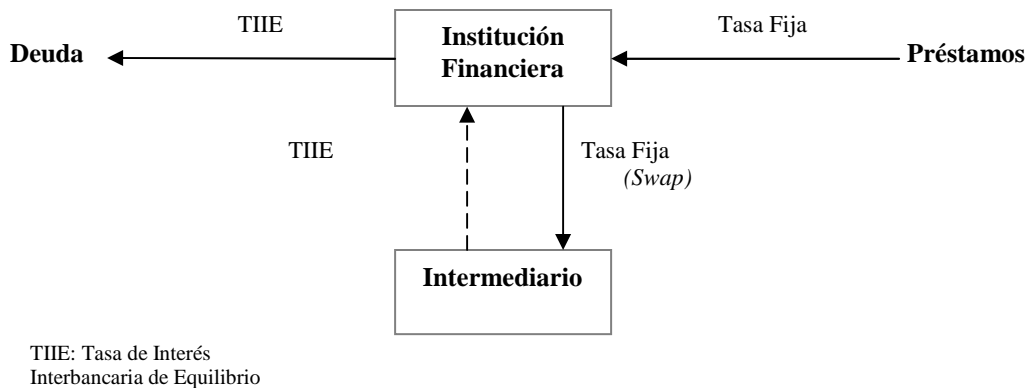 TIIE
Tasa Fija
Deuda
Institución
Financiera
Préstamos
TIIE
Tasa Fija
(Swap)
Intermediario
TIIE: Tasa de Interés
Interbancaria de Equilibrio